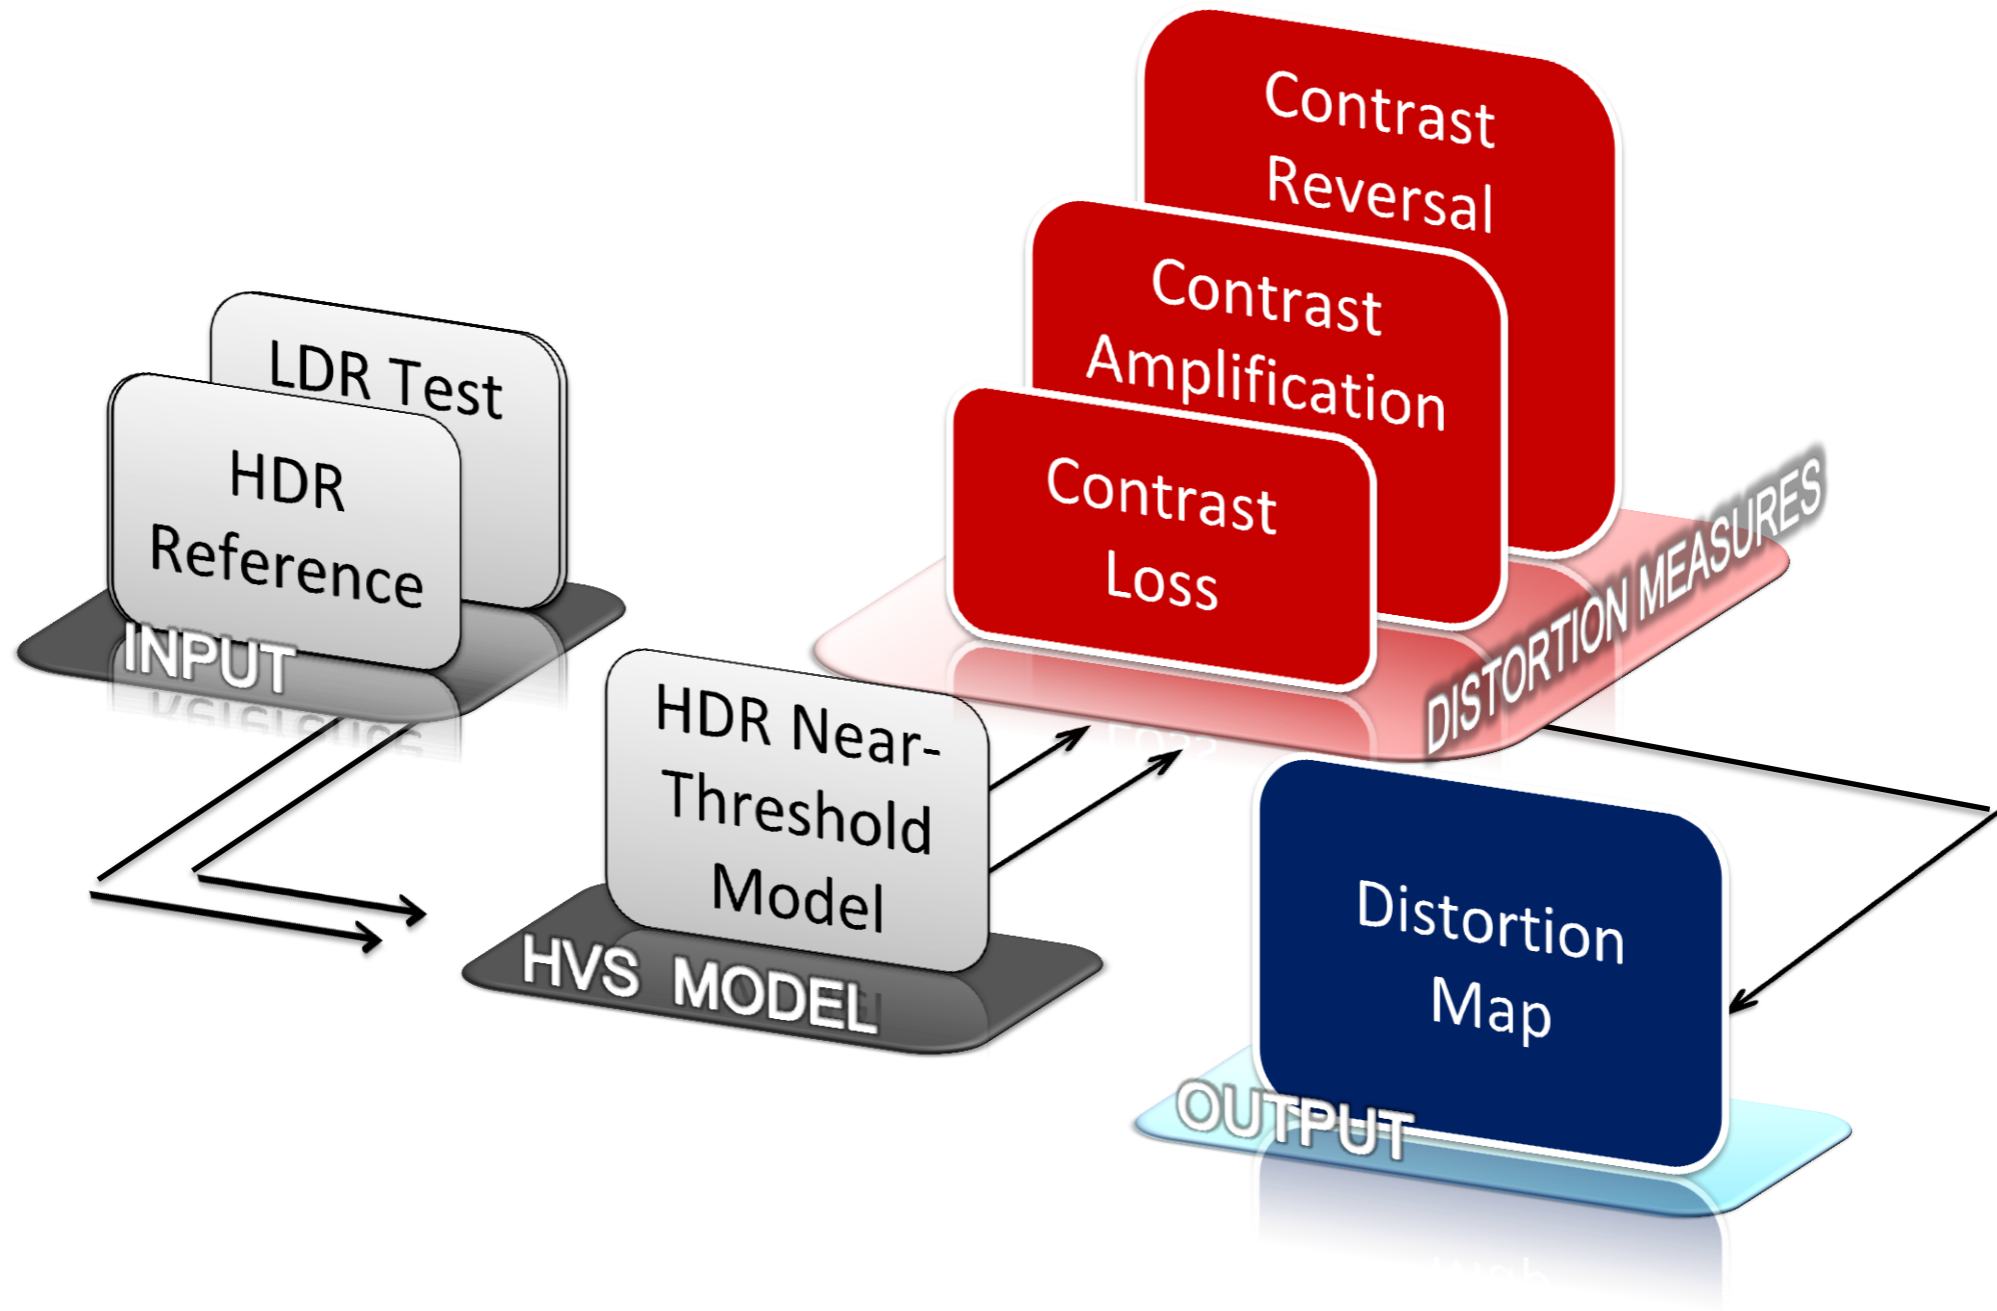 LDR Test
HDR
Reference
INPUT
HDR Near-
Threshold
Model
HVS MODEL
Contrast
Reversal
Contrast
Amplification
Contrast
Loss
DISTORTION MEASURES
Distortion
Map
OUTPUT